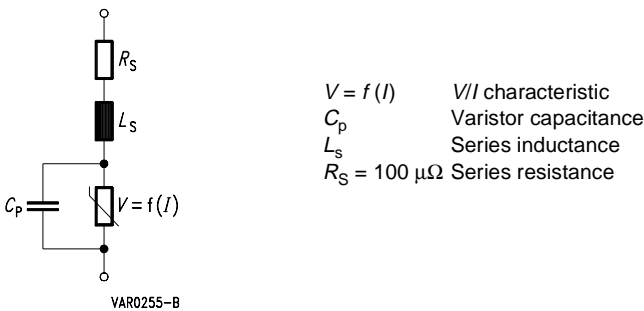 R_S
L_S
C_P
V = f(I)
VAR0255-B
V = f (I) V/I characteristic
C_p Varistor capacitance
L_s Series inductance
R_S = 100 μΩ Series resistance